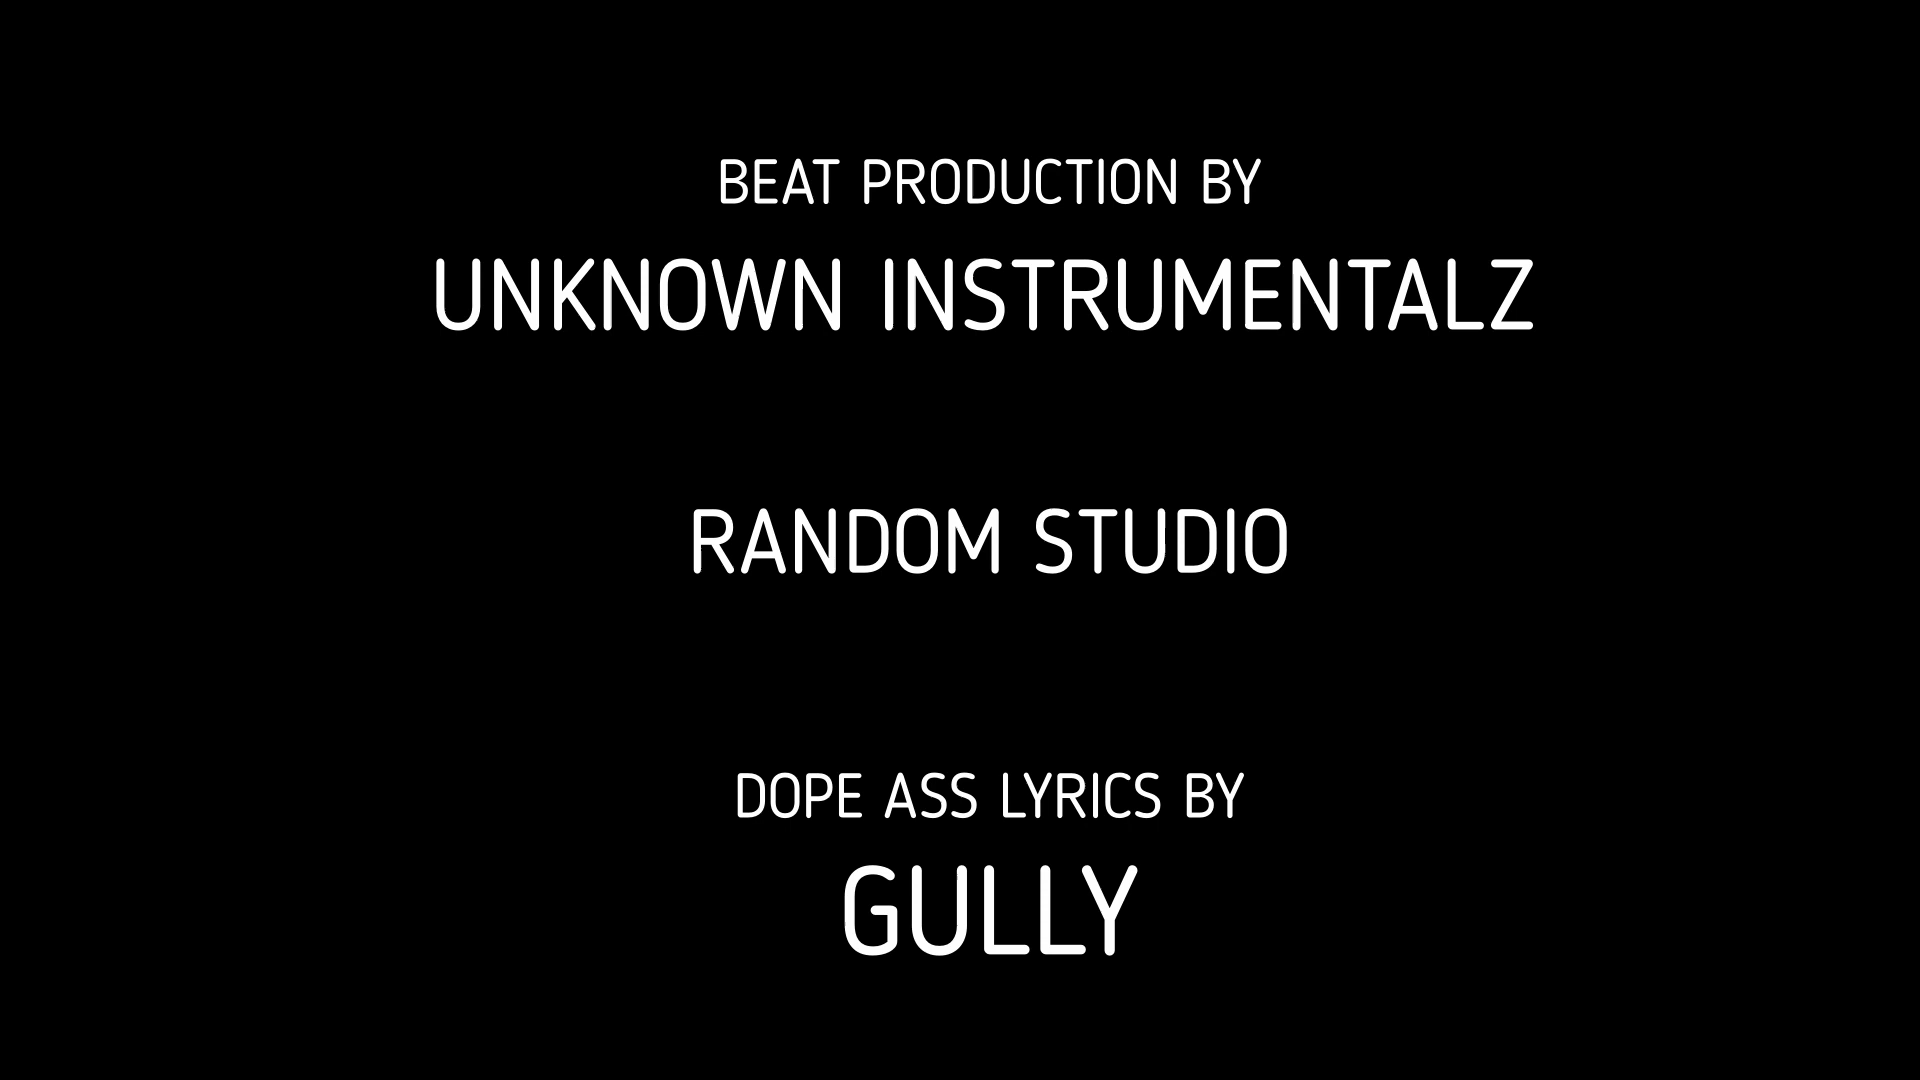 BEAT PRODUCTION BY
UNKNOWN INSTRUMENTALZ
RANDOM STUDIO
DOPE ASS LYRICS BY
GULLY